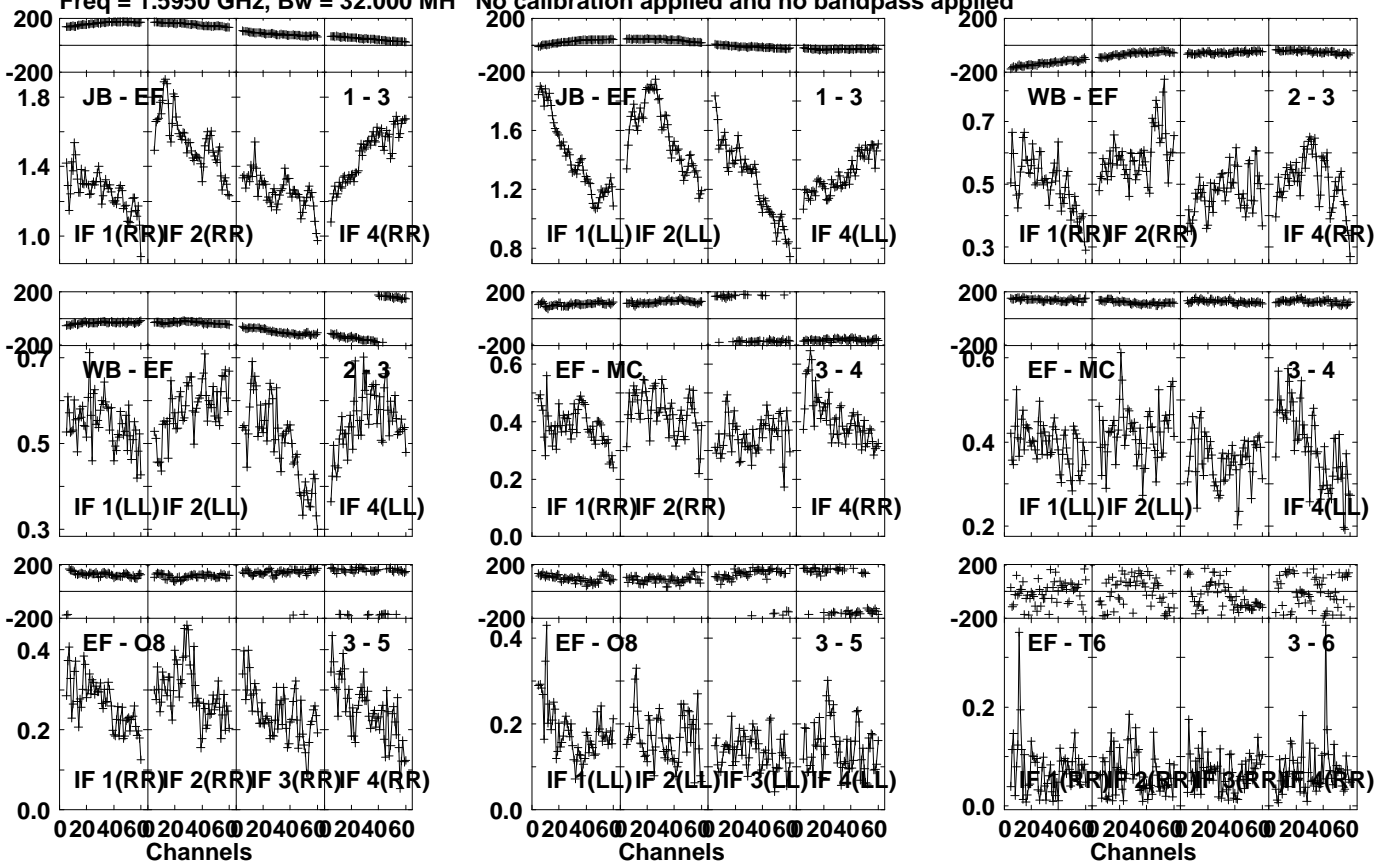 Freq = 1.5950 GHz, Bw = 32.000 MH No calibration applied and no bandpass applied
200
-200
JB - EF 1 - 3
1.8
1.4
1.0
IF 1(RR) IF 2(RR) IF 4(RR)
200
-200
JB - EF 1 - 3
2.0
1.6
1.2
0.8
IF 1(LL) IF 2(LL) IF 4(LL)
200
-200
WB - EF 2 - 3
0.7
0.5
0.3
IF 1(RR) IF 2(RR) IF 4(RR)
200
-200
0.7
WB - EF 2 - 3
0.5
0.3
IF 1(LL) IF 2(LL) IF 4(LL)
200
-200
0.6
EF - MC 3 - 4
0.4
0.2
0.0
IF 1(RR) IF 2(RR) IF 4(RR)
200
-200
0.6
EF - MC 3 - 4
0.4
0.2
IF 1(LL) IF 2(LL) IF 4(LL)
200
-200
EF - O8 3 - 5
0.4
0.2
0.0
IF 1(RR) IF 2(RR) IF 3(RR) IF 4(RR)
0 20 40 60 0 20 40 60 0 20 40 60 0 20 40 60
Channels
200
-200
EF - O8 3 - 5
0.4
0.2
0.0
IF 1(LL) IF 2(LL) IF 3(LL) IF 4(LL)
0 20 40 60 0 20 40 60 0 20 40 60 0 20 40 60
Channels
200
-200
EF - T6 3 - 6
0.2
0.0
IF 1(RR) IF 2(RR) IF 3(RR) IF 4(RR)
0 20 40 60 0 20 40 60 0 20 40 60 0 20 40 60
Channels